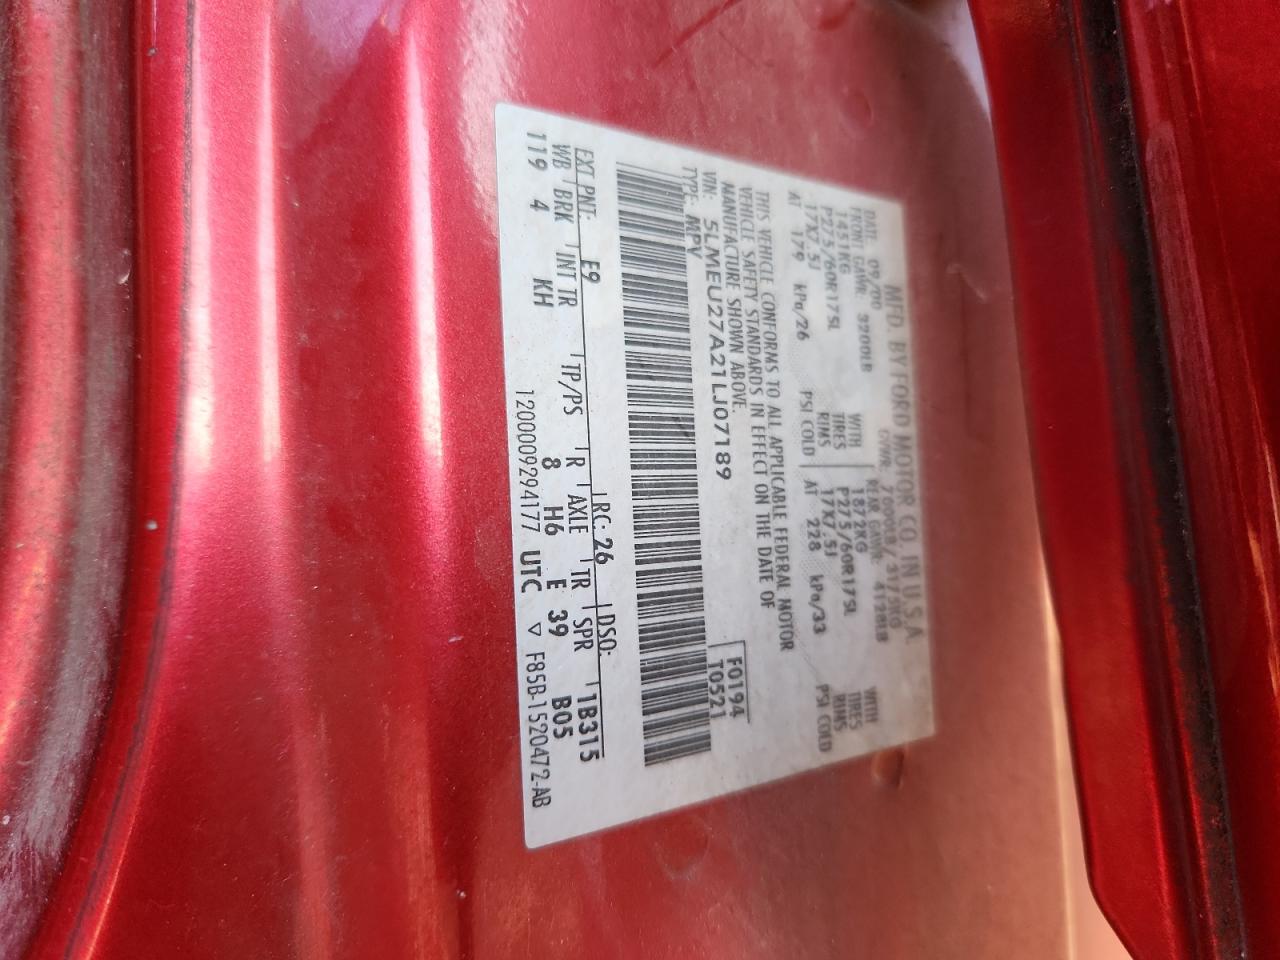 MFD. BY FORD MOTOR CO. IN U.S.A.
DATE: 09/00 GVWR: 7000LB/3175KG
FRONT GAWR: 3200LB REAR GAWR: 4128LB
1451KG WITH 1872KG WITH
P275/60R17SL TIRES P275/60R17SL TIRES
17X7.5J RIMS 17X7.5J RIMS
AT 179 kPa/26 PSI COLD AT 228 kPa/33 PSI COLD
THIS VEHICLE CONFORMS TO ALL APPLICABLE FEDERAL MOTOR
VEHICLE SAFETY STANDARDS IN EFFECT ON THE DATE OF
MANUFACTURE SHOWN ABOVE.
VIN: 5LMEU27A21LJ07189 F0194
TYPE: MPV T0521
EXT PNT: E9 RC: 26 DSO: 1B315
WB BRK INT TR TP/PS R AXLE TR SPR
119 4 KH 8 H6 E 39 B05
1200009294177 UTC ▽ F85B-1520472-AB